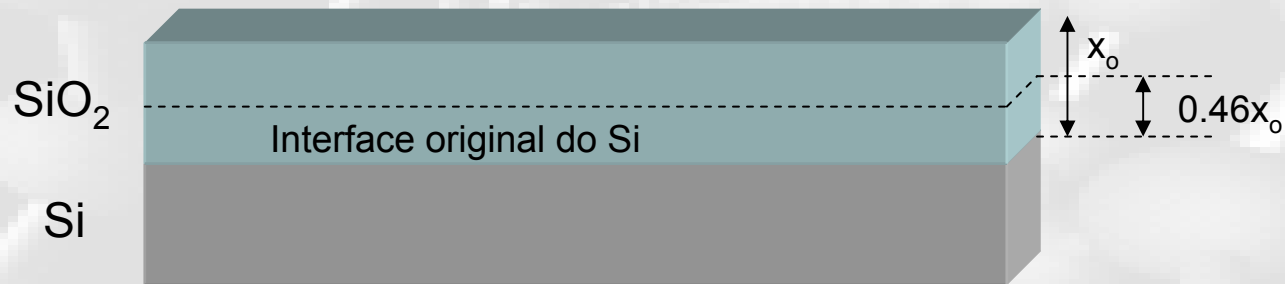 x₀
SiO₂
0.46x₀
Interface original do Si
Si